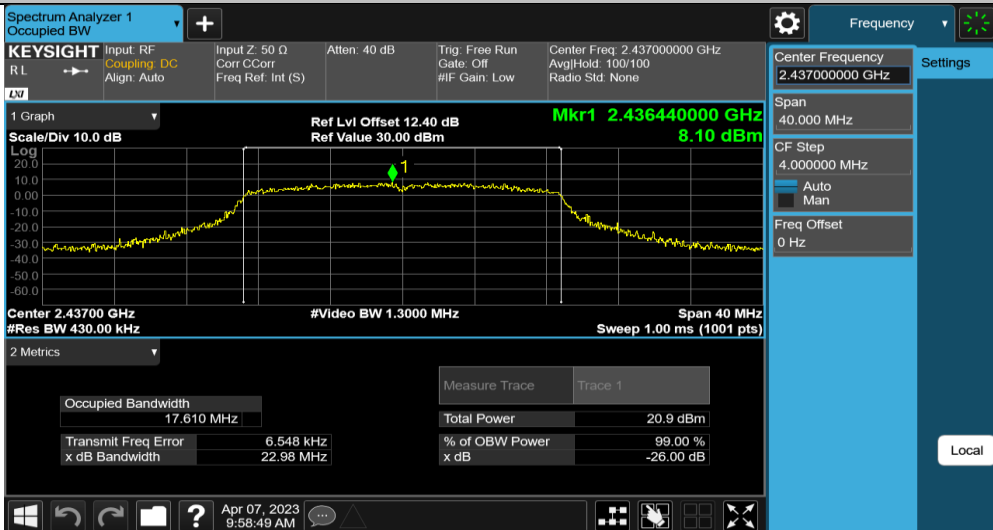 Spectrum Analyzer 1
Occupied BW
+
Frequency
KEYSIGHT
RL
LXI
Input: RF
Coupling: DC
Align: Auto
Input Z: 50 Ω
Corr CCorr
Freq Ref: Int (S)
Atten: 40 dB
Trig: Free Run
Gate: Off
#IF Gain: Low
Center Freq: 2.437000000 GHz
Avg|Hold: 100/100
Radio Std: None
Center Frequency
2.437000000 GHz
Settings
Span
40.000 MHz
CF Step
4.000000 MHz
Auto
Man
Freq Offset
0 Hz
Local
1 Graph
Scale/Div 10.0 dB
Ref Lvl Offset 12.40 dB
Ref Value 30.00 dBm
Mkr1 2.436440000 GHz
8.10 dBm
Log
20.0
10.0
0.00
-10.0
-20.0
-30.0
-40.0
-50.0
-60.0
1
Center 2.43700 GHz
#Res BW 430.00 kHz
#Video BW 1.3000 MHz
Span 40 MHz
Sweep 1.00 ms (1001 pts)
2 Metrics
Measure Trace Trace 1
Occupied Bandwidth
17.610 MHz
Total Power 20.9 dBm
Transmit Freq Error 6.548 kHz
% of OBW Power 99.00 %
x dB Bandwidth 22.98 MHz
x dB -26.00 dB
?
Apr 07, 2023
9:58:49 AM